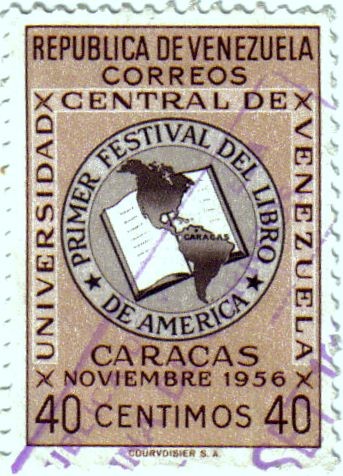 REPUBLICA DE VENEZUELA
CORREOS
UNIVERSIDAD
CENTRAL DE
VENEZUELA
PRIMER FESTIVAL DEL LIBRO
DE AMERICA
CARACAS
CARACAS
NOVIEMBRE 1956
40 CENTIMOS 40
COURVOISIER S. A.